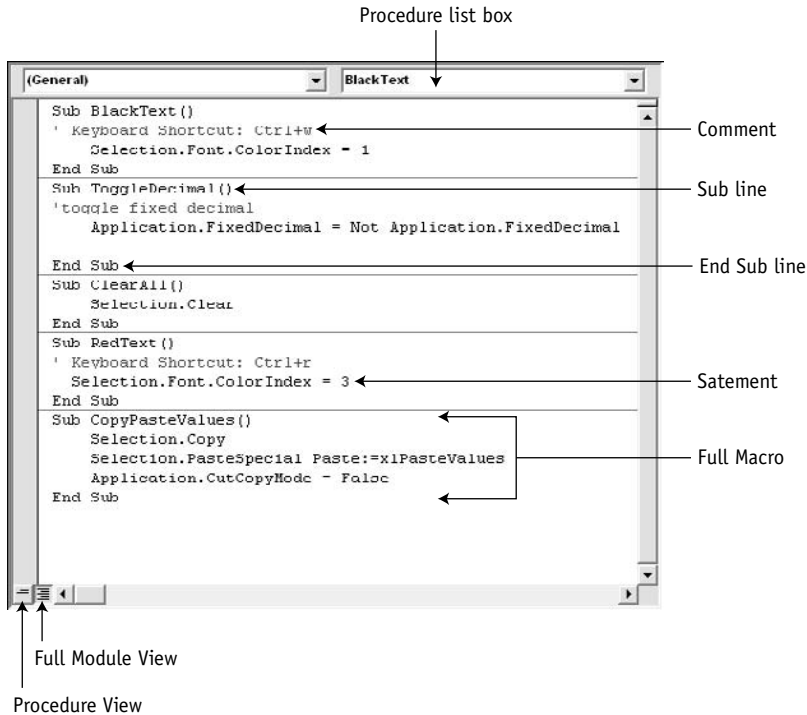 Procedure list box
(General) BlackText
Sub BlackText()
' Keyboard Shortcut: Ctrl+w
Selection.Font.ColorIndex = 1
End Sub
Sub ToggleDecimal()
'toggle fixed decimal
Application.FixedDecimal = Not Application.FixedDecimal
End Sub
Sub ClearAll()
Selection.Clear
End Sub
Sub RedText()
' Keyboard Shortcut: Ctrl+r
Selection.Font.ColorIndex = 3
End Sub
Sub CopyPasteValues()
Selection.Copy
Selection.PasteSpecial Paste:=xlPasteValues
Application.CutCopyMode = False
End Sub
Comment
Sub line
End Sub line
Satement
Full Macro
Full Module View
Procedure View